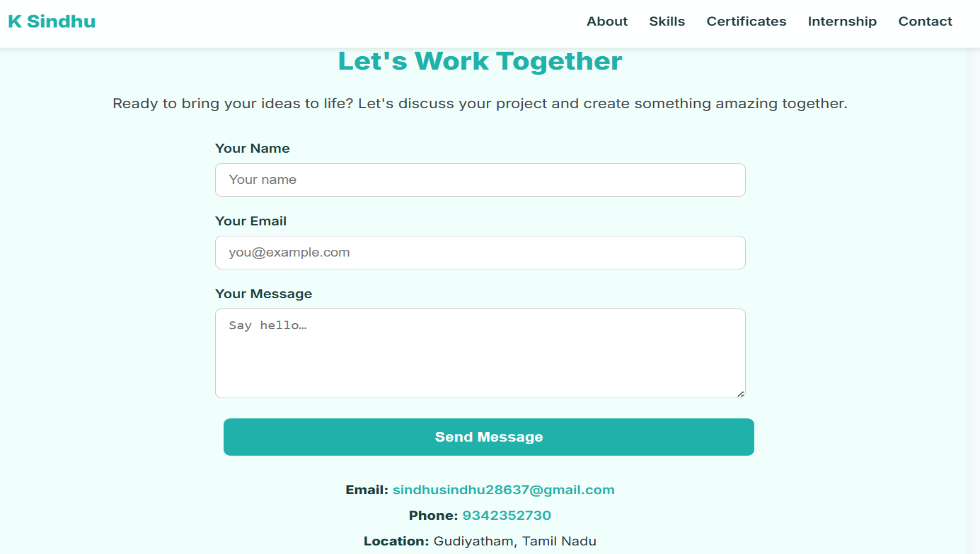 K Sindhu
About Skills Certificates Internship Contact
Let's Work Together
Ready to bring your ideas to life? Let's discuss your project and create something amazing together.
Your Name
Your name
Your Email
you@example.com
Your Message
Say hello…
Send Message
Email: sindhusindhu28637@gmail.com
Phone: 9342352730
Location: Gudiyatham, Tamil Nadu